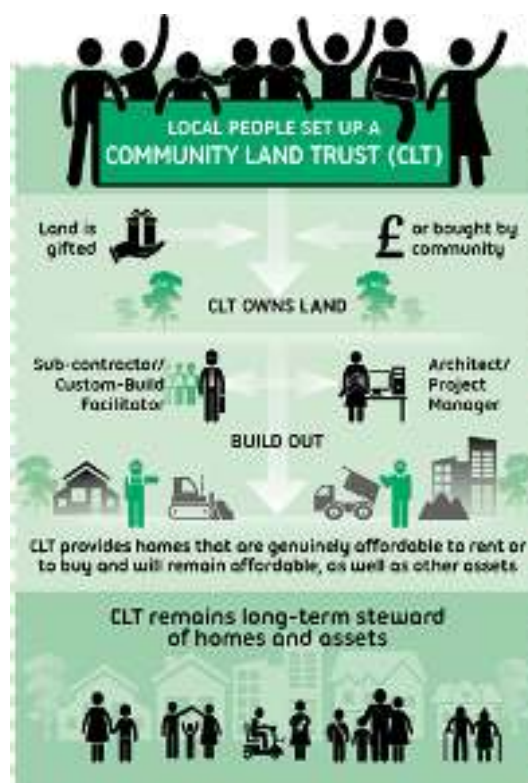 LOCAL PEOPLE SET UP A
COMMUNITY LAND TRUST (CLT)
Land is
gifted
£ or bought by
community
CLT OWNS LAND
Sub-contractor/
Custom-Build
Facilitator
Architect/
Project
Manager
BUILD OUT
CLT provides homes that are genuinely affordable to rent or
to buy and will remain affordable, as well as other assets
CLT remains long-term steward
of homes and assets